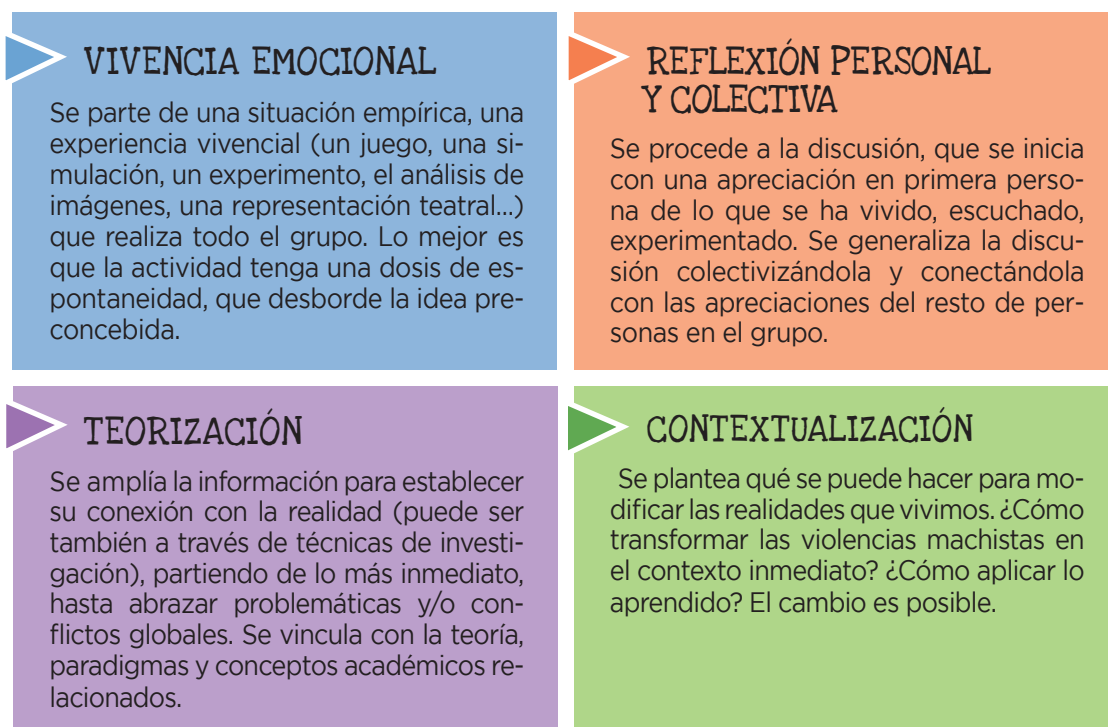 VIVENCIA EMOCIONAL
Se parte de una situación empírica, una
experiencia vivencial (un juego, una si-
mulación, un experimento, el análisis de
imágenes, una representación teatral...)
que realiza todo el grupo. Lo mejor es
que la actividad tenga una dosis de es-
pontaneidad, que desborde la idea pre-
concebida.
REFLEXIÓN PERSONAL
Y COLECTIVA
Se procede a la discusión, que se inicia
con una apreciación en primera perso-
na de lo que se ha vivido, escuchado,
experimentado. Se generaliza la discu-
sión colectivizándola y conectándola
con las apreciaciones del resto de per-
sonas en el grupo.
TEORIZACIÓN
Se amplía la información para establecer
su conexión con la realidad (puede ser
también a través de técnicas de investi-
gación), partiendo de lo más inmediato,
hasta abrazar problemáticas y/o con-
flictos globales. Se vincula con la teoría,
paradigmas y conceptos académicos re-
lacionados.
CONTEXTUALIZACIÓN
Se plantea qué se puede hacer para mo-
dificar las realidades que vivimos. ¿Cómo
transformar las violencias machistas en
el contexto inmediato? ¿Cómo aplicar lo
aprendido? El cambio es posible.